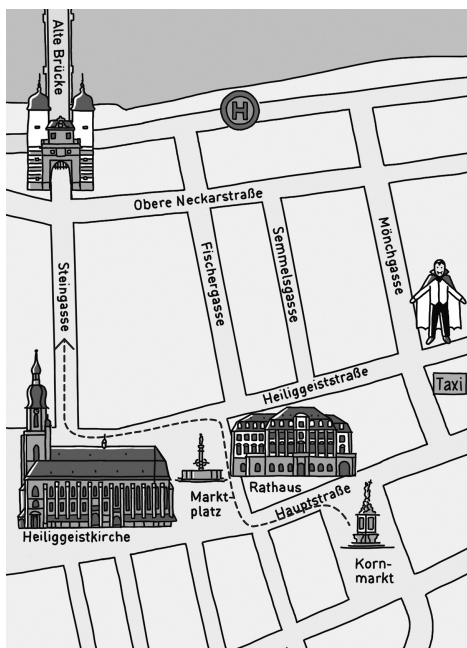 Alte Brücke
H
Obere Neckarstraße
Steingasse
Fischergasse
Semmelsgasse
Mönchgasse
Heiliggeiststraße
Taxi
Markt-
platz
Rathaus
Hauptstraße
Heiliggeistkirche
Korn-
markt